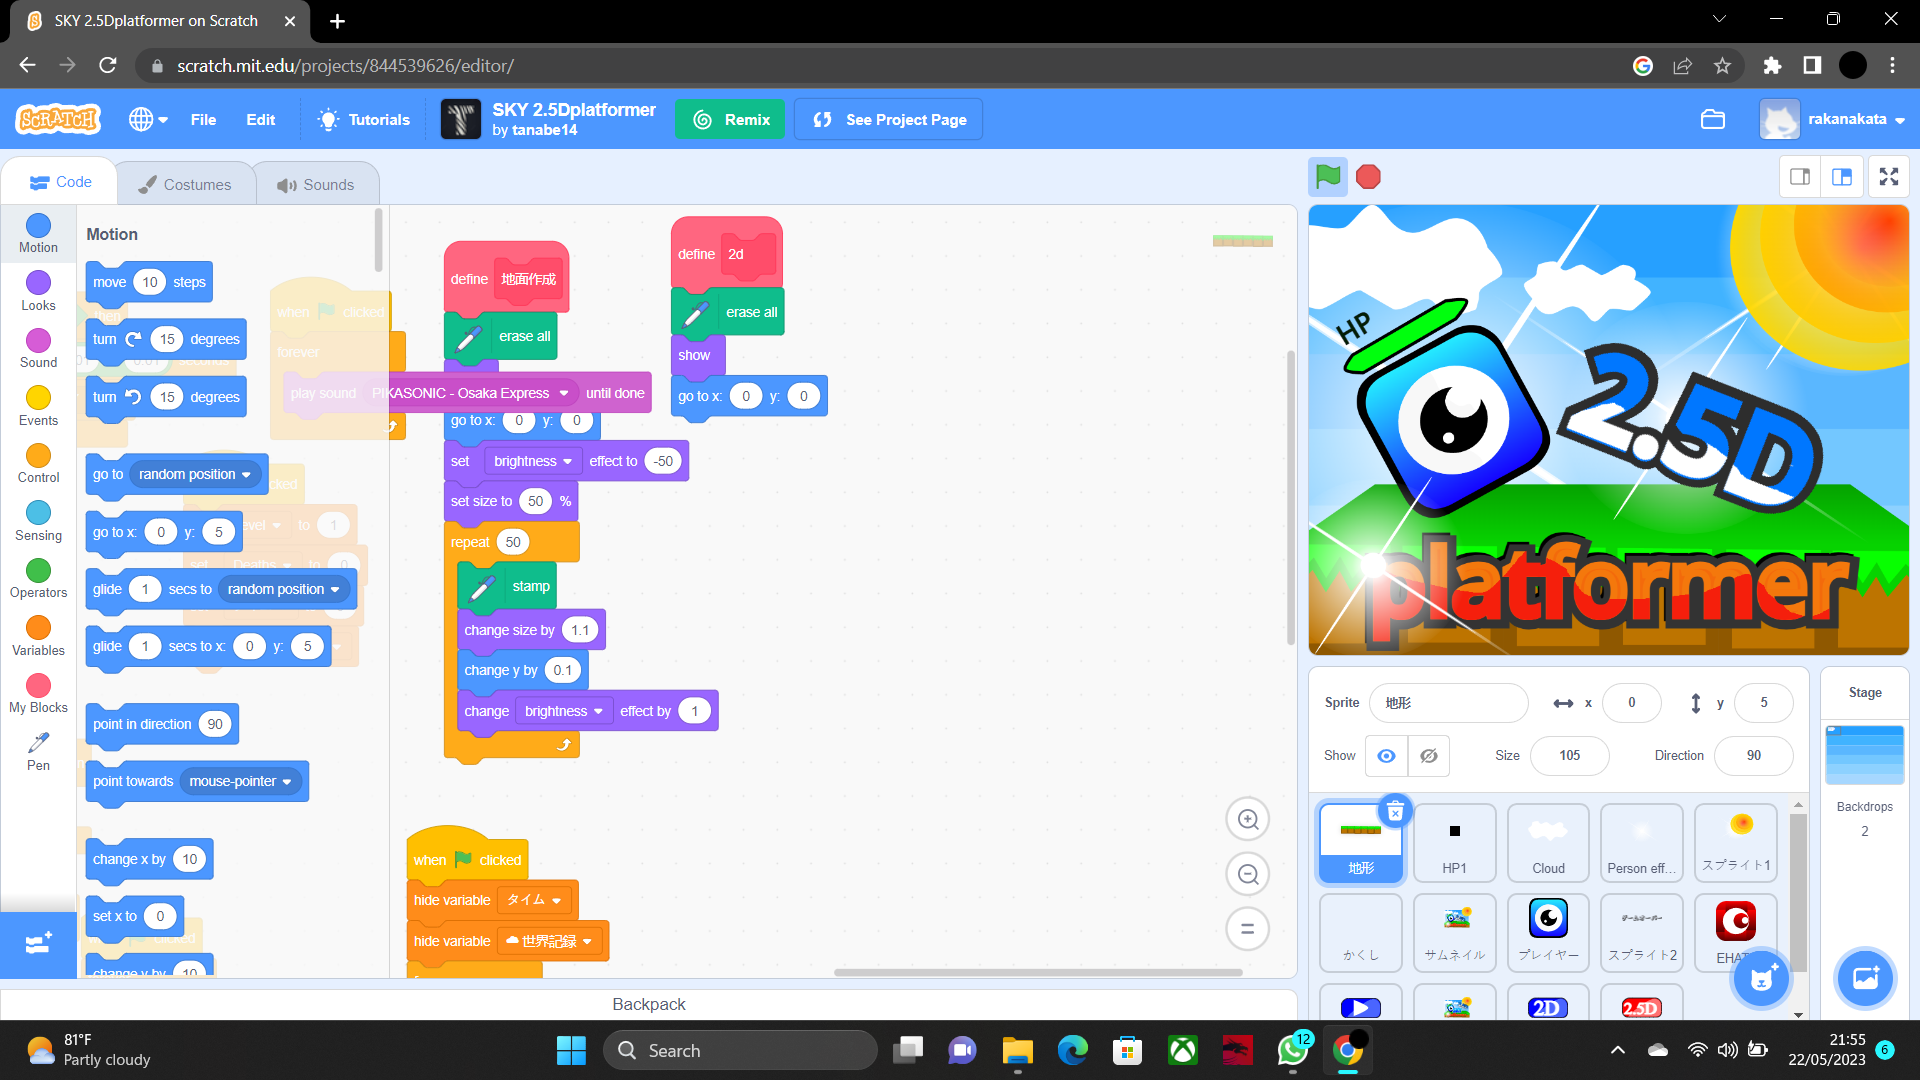 SKY 2.5Dplatformer on Scratch
scratch.mit.edu/projects/844539626/editor/
SCRATCH
File
Edit
Tutorials
SKY 2.5Dplatformer
by tanabe14
Remix
See Project Page
rakanakata
Code
Costumes
Sounds
Motion
Looks
Sound
Events
Control
Sensing
Operators
Variables
My Blocks
Pen
Motion
move 10 steps
turn 15 degrees
turn 15 degrees
go to random position
go to x: 0 y: 5
glide 1 secs to random position
glide 1 secs to x: 0 y: 5
point in direction 90
point towards mouse-pointer
change x by 10
set x to 0
change y by 10
when clicked
forever
play sound PIKASONIC - Osaka Express until done
define 地面作成
erase all
go to x: 0 y: 0
set brightness effect to -50
set size to 50 %
repeat 50
stamp
change size by 1.1
change y by 0.1
change brightness effect by 1
define 2d
erase all
show
go to x: 0 y: 0
when clicked
hide variable タイム
hide variable 世界記録
Backpack
HP
2.5D
platformer
Sprite 地形 x 0 y 5
Show Size 105 Direction 90
地形
HP1
Cloud
Person eff...
スプライト1
かくし
サムネイル
プレイヤー
スプライト2
2D
2.5D
Stage
Backdrops
2
81°F
Partly cloudy
Search
12
21:55
22/05/2023
6